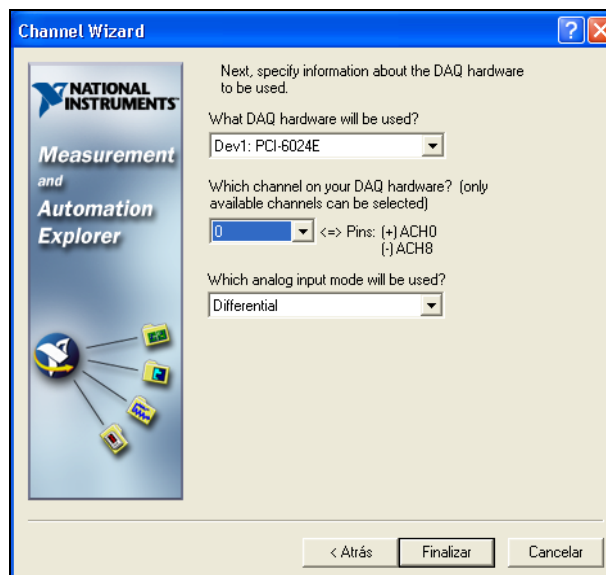 Channel Wizard
NATIONAL
INSTRUMENTS™
Measurement
and
Automation
Explorer
Next, specify information about the DAQ hardware
to be used.
What DAQ hardware will be used?
Dev1: PCI-6024E
Which channel on your DAQ hardware? (only
available channels can be selected)
0 <=> Pins: (+) ACH0
(-) ACH8
Which analog input mode will be used?
Differential
< Atrás Finalizar Cancelar